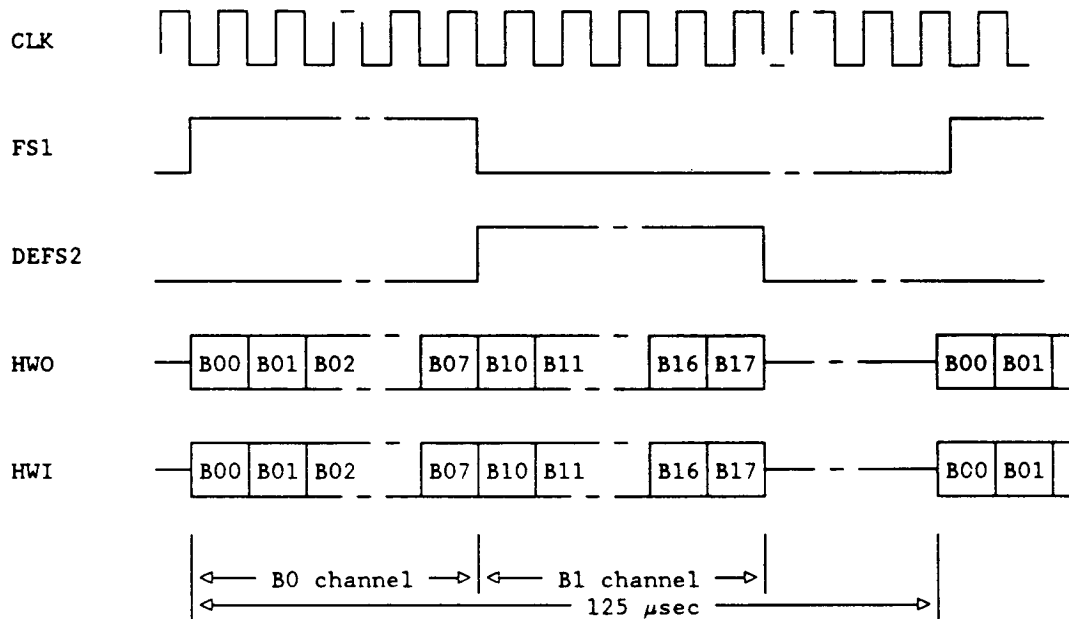 CLK
FS1
DEFS2
HWO B00 B01 B02 B07 B10 B11 B16 B17 B00 B01
HWI B00 B01 B02 B07 B10 B11 B16 B17 BC0 B01
B0 channel B1 channel
125 μsec